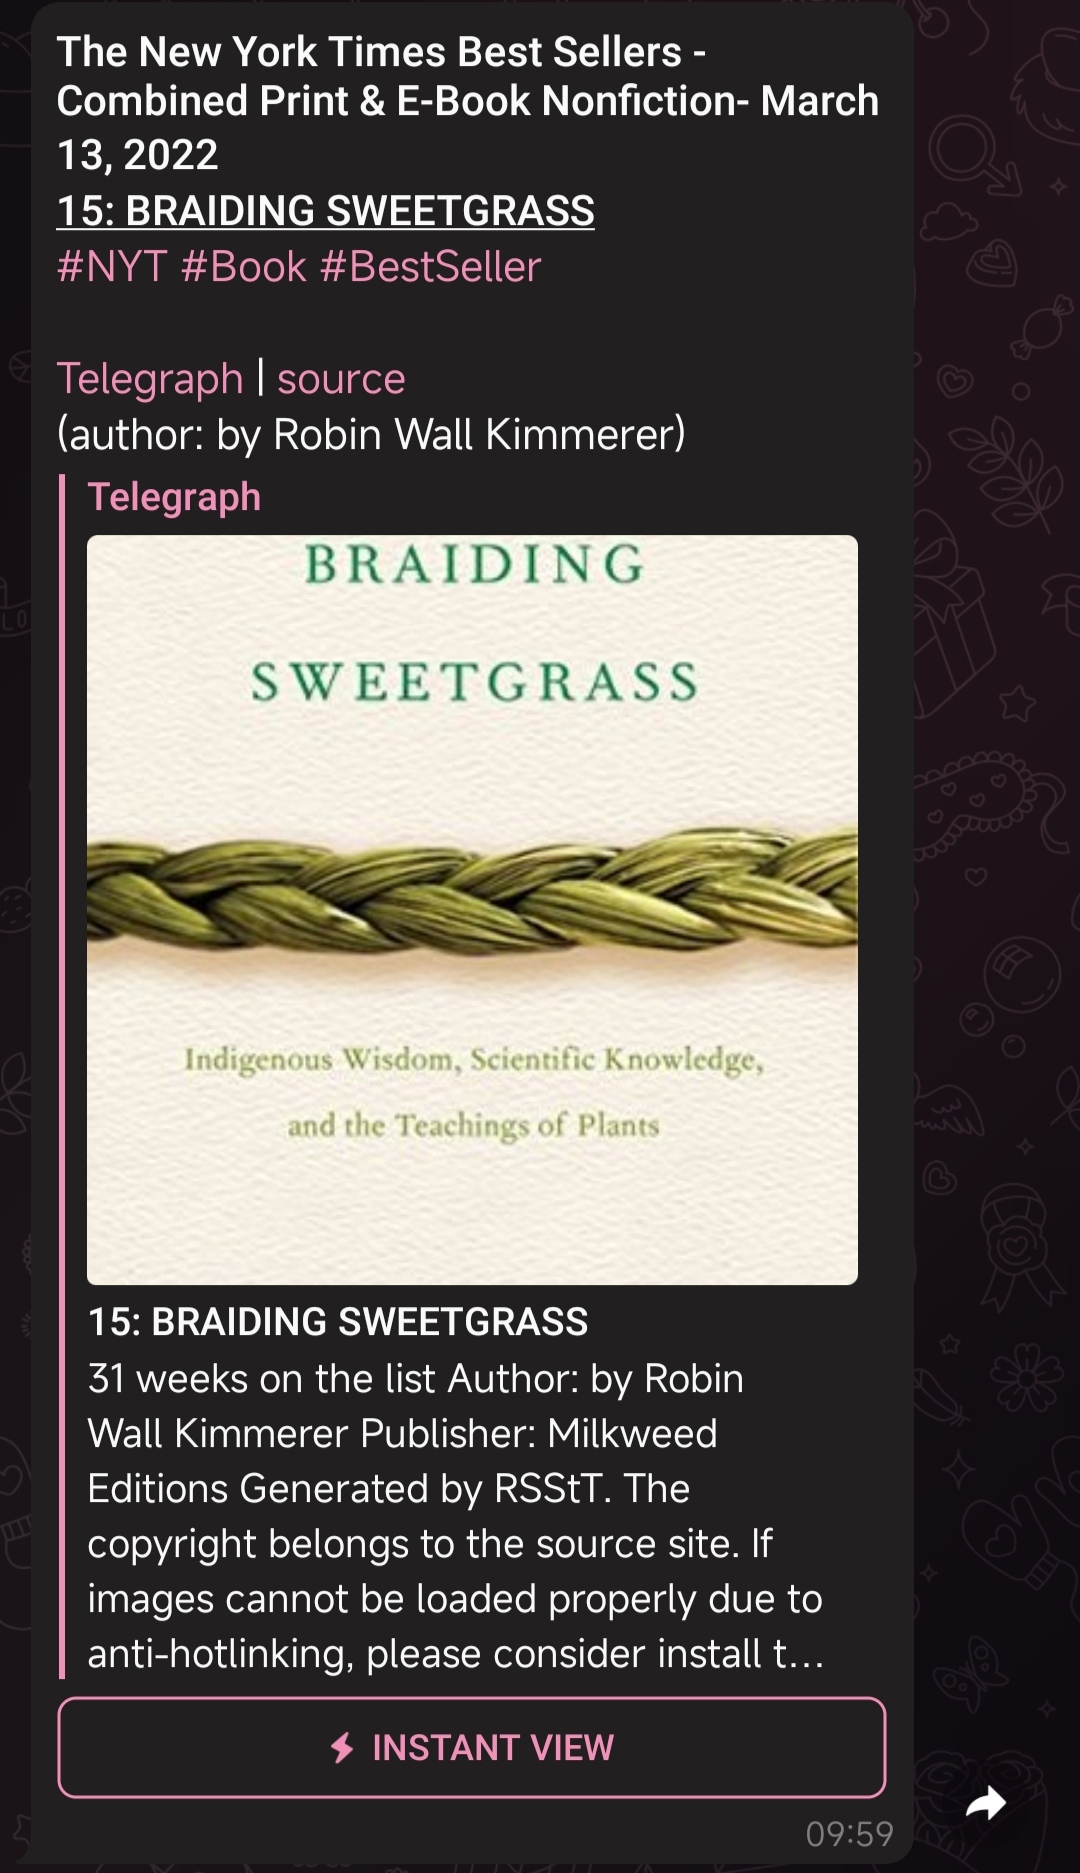 The New York Times Best Sellers -
Combined Print & E-Book Nonfiction- March
13, 2022
15: BRAIDING SWEETGRASS
#NYT #Book #BestSeller
Telegraph | source
(author: by Robin Wall Kimmerer)
Telegraph
BRAIDING
SWEETGRASS
Indigenous Wisdom, Scientific Knowledge,
and the Teachings of Plants
15: BRAIDING SWEETGRASS
31 weeks on the list Author: by Robin
Wall Kimmerer Publisher: Milkweed
Editions Generated by RSStT. The
copyright belongs to the source site. If
images cannot be loaded properly due to
anti-hotlinking, please consider install t...
INSTANT VIEW
09:59